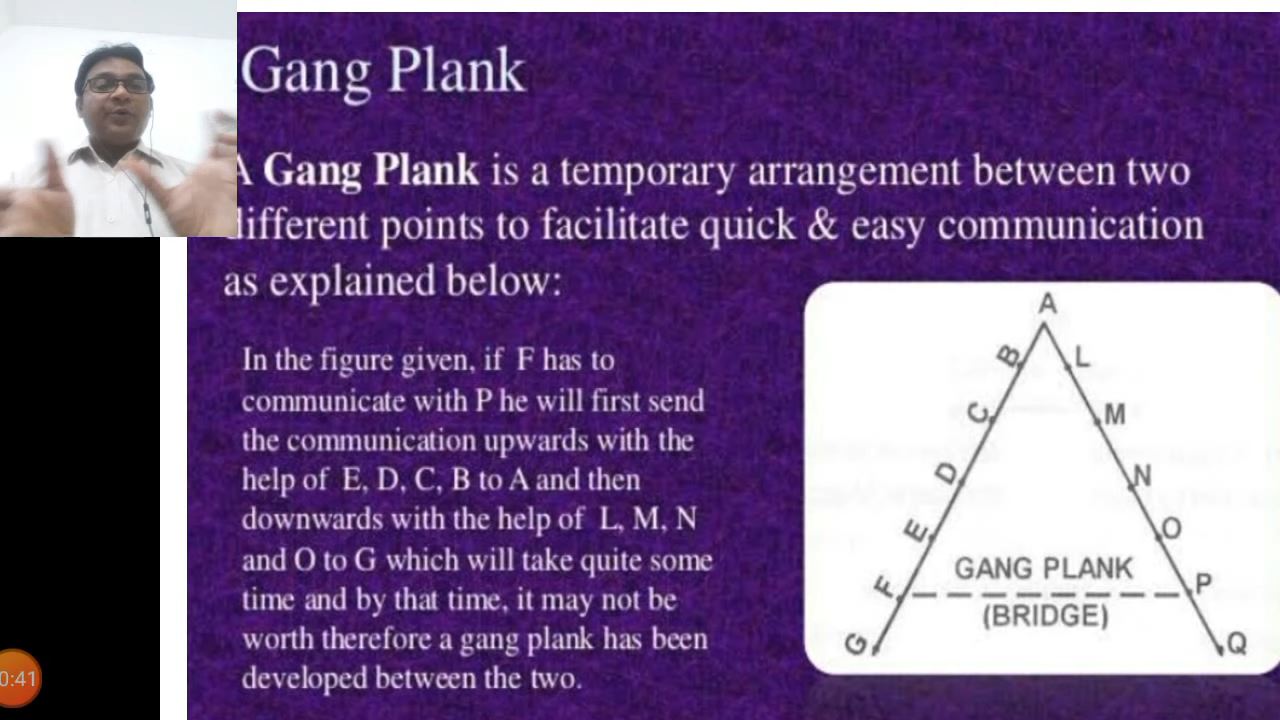 Gang Plank
A Gang Plank is a temporary arrangement between two
different points to facilitate quick & easy communication
as explained below:
In the figure given, if F has to
communicate with P he will first send
the communication upwards with the
help of E, D, C, B to A and then
downwards with the help of L, M, N
and O to G which will take quite some
time and by that time, it may not be
worth therefore a gang plank has been
developed between the two.
A
B
L
C
M
D
N
E
O
GANG PLANK
F
P
(BRIDGE)
G
Q
0:41